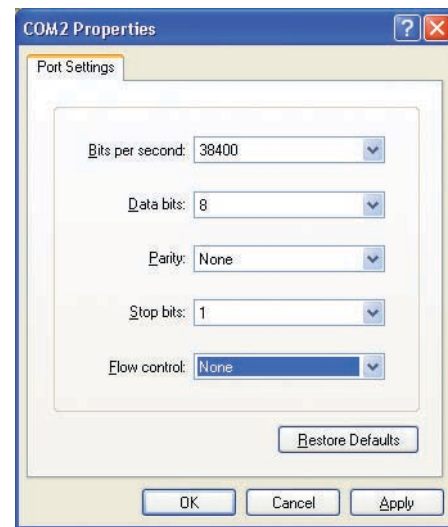 COM2 Properties
Port Settings
Bits per second: 38400
Data bits: 8
Parity: None
Stop bits: 1
Flow control: None
Restore Defaults
OK Cancel Apply